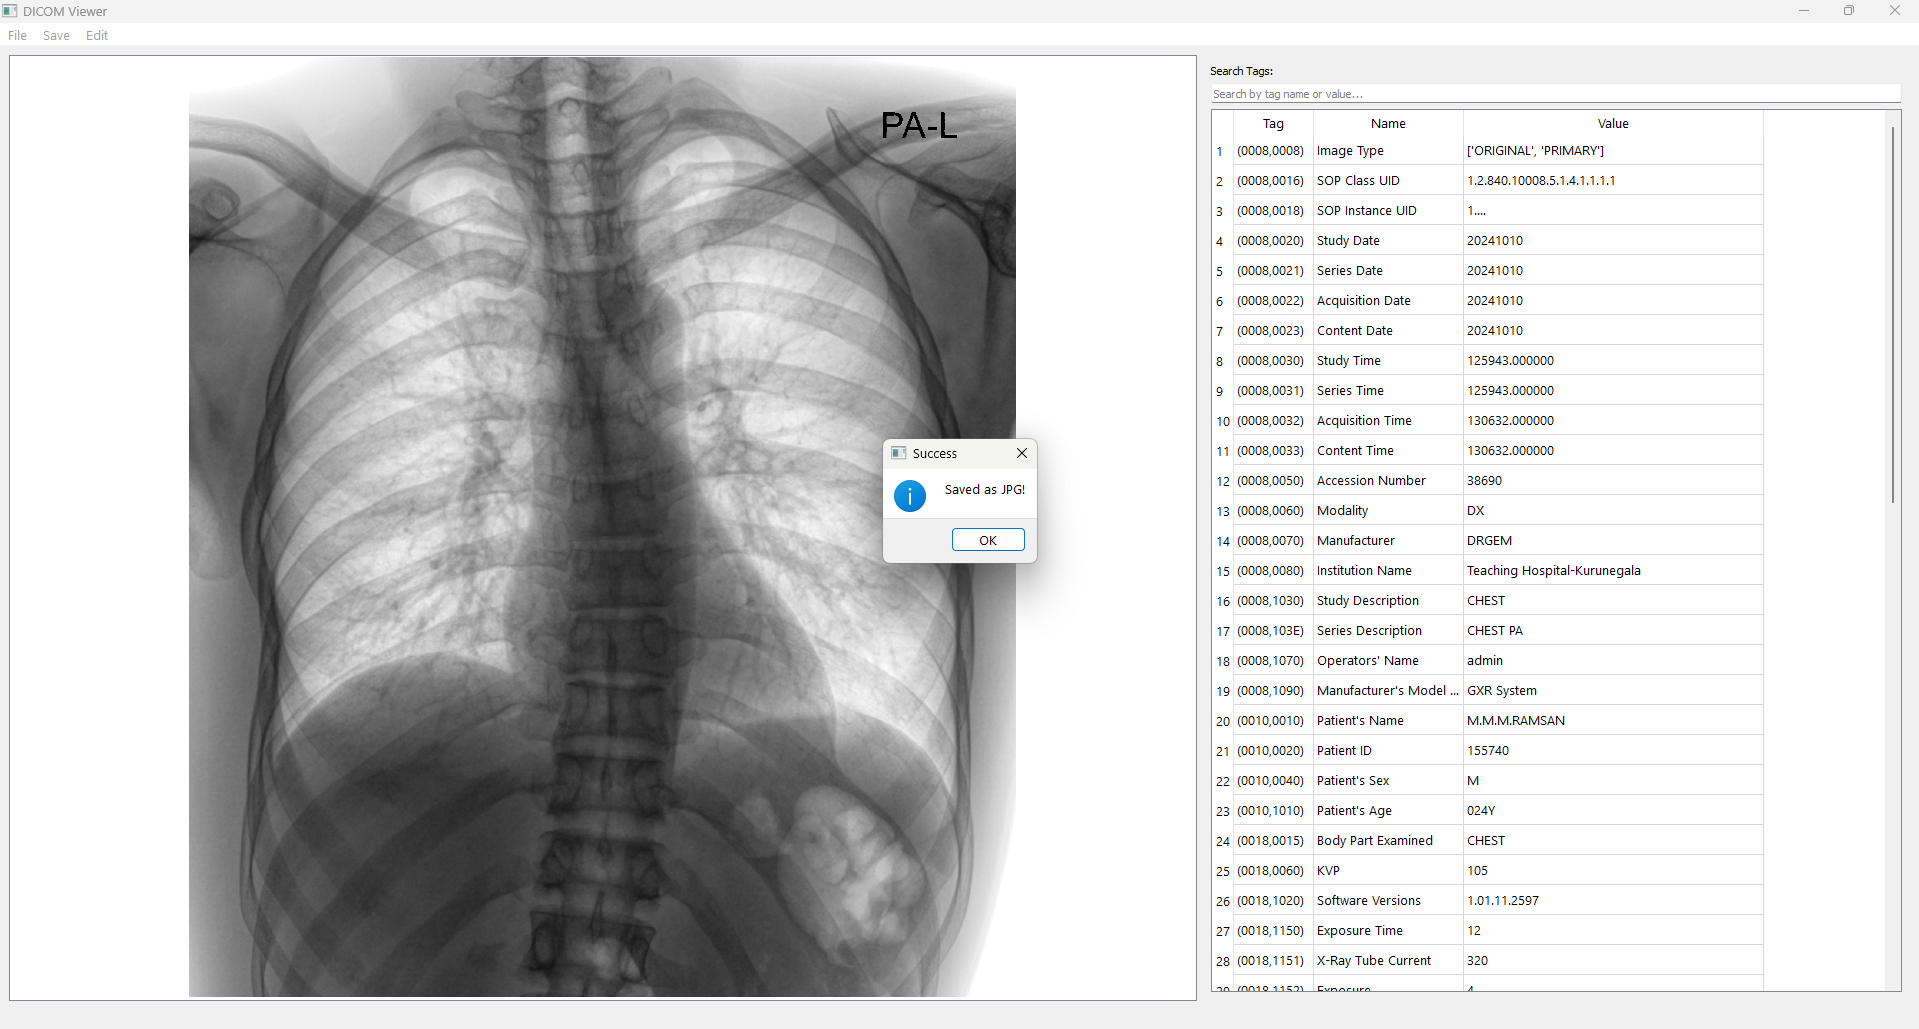 DICOM Viewer
File Save Edit
PA-L
Success
Saved as JPG!
OK
Search Tags:
Search by tag name or value...
Tag Name Value
1 (0008,0008) Image Type ['ORIGINAL', 'PRIMARY']
2 (0008,0016) SOP Class UID 1.2.840.10008.5.1.4.1.1.1.1
3 (0008,0018) SOP Instance UID 1....
4 (0008,0020) Study Date 20241010
5 (0008,0021) Series Date 20241010
6 (0008,0022) Acquisition Date 20241010
7 (0008,0023) Content Date 20241010
8 (0008,0030) Study Time 125943.000000
9 (0008,0031) Series Time 125943.000000
10 (0008,0032) Acquisition Time 130632.000000
11 (0008,0033) Content Time 130632.000000
12 (0008,0050) Accession Number 38690
13 (0008,0060) Modality DX
14 (0008,0070) Manufacturer DRGEM
15 (0008,0080) Institution Name Teaching Hospital-Kurunegala
16 (0008,1030) Study Description CHEST
17 (0008,103E) Series Description CHEST PA
18 (0008,1070) Operators' Name admin
19 (0008,1090) Manufacturer's Model ... GXR System
20 (0010,0010) Patient's Name M.M.M.RAMSAN
21 (0010,0020) Patient ID 155740
22 (0010,0040) Patient's Sex M
23 (0010,1010) Patient's Age 024Y
24 (0018,0015) Body Part Examined CHEST
25 (0018,0060) KVP 105
26 (0018,1020) Software Versions 1.01.11.2597
27 (0018,1150) Exposure Time 12
28 (0018,1151) X-Ray Tube Current 320
29 (0018,1152) Exposure 4